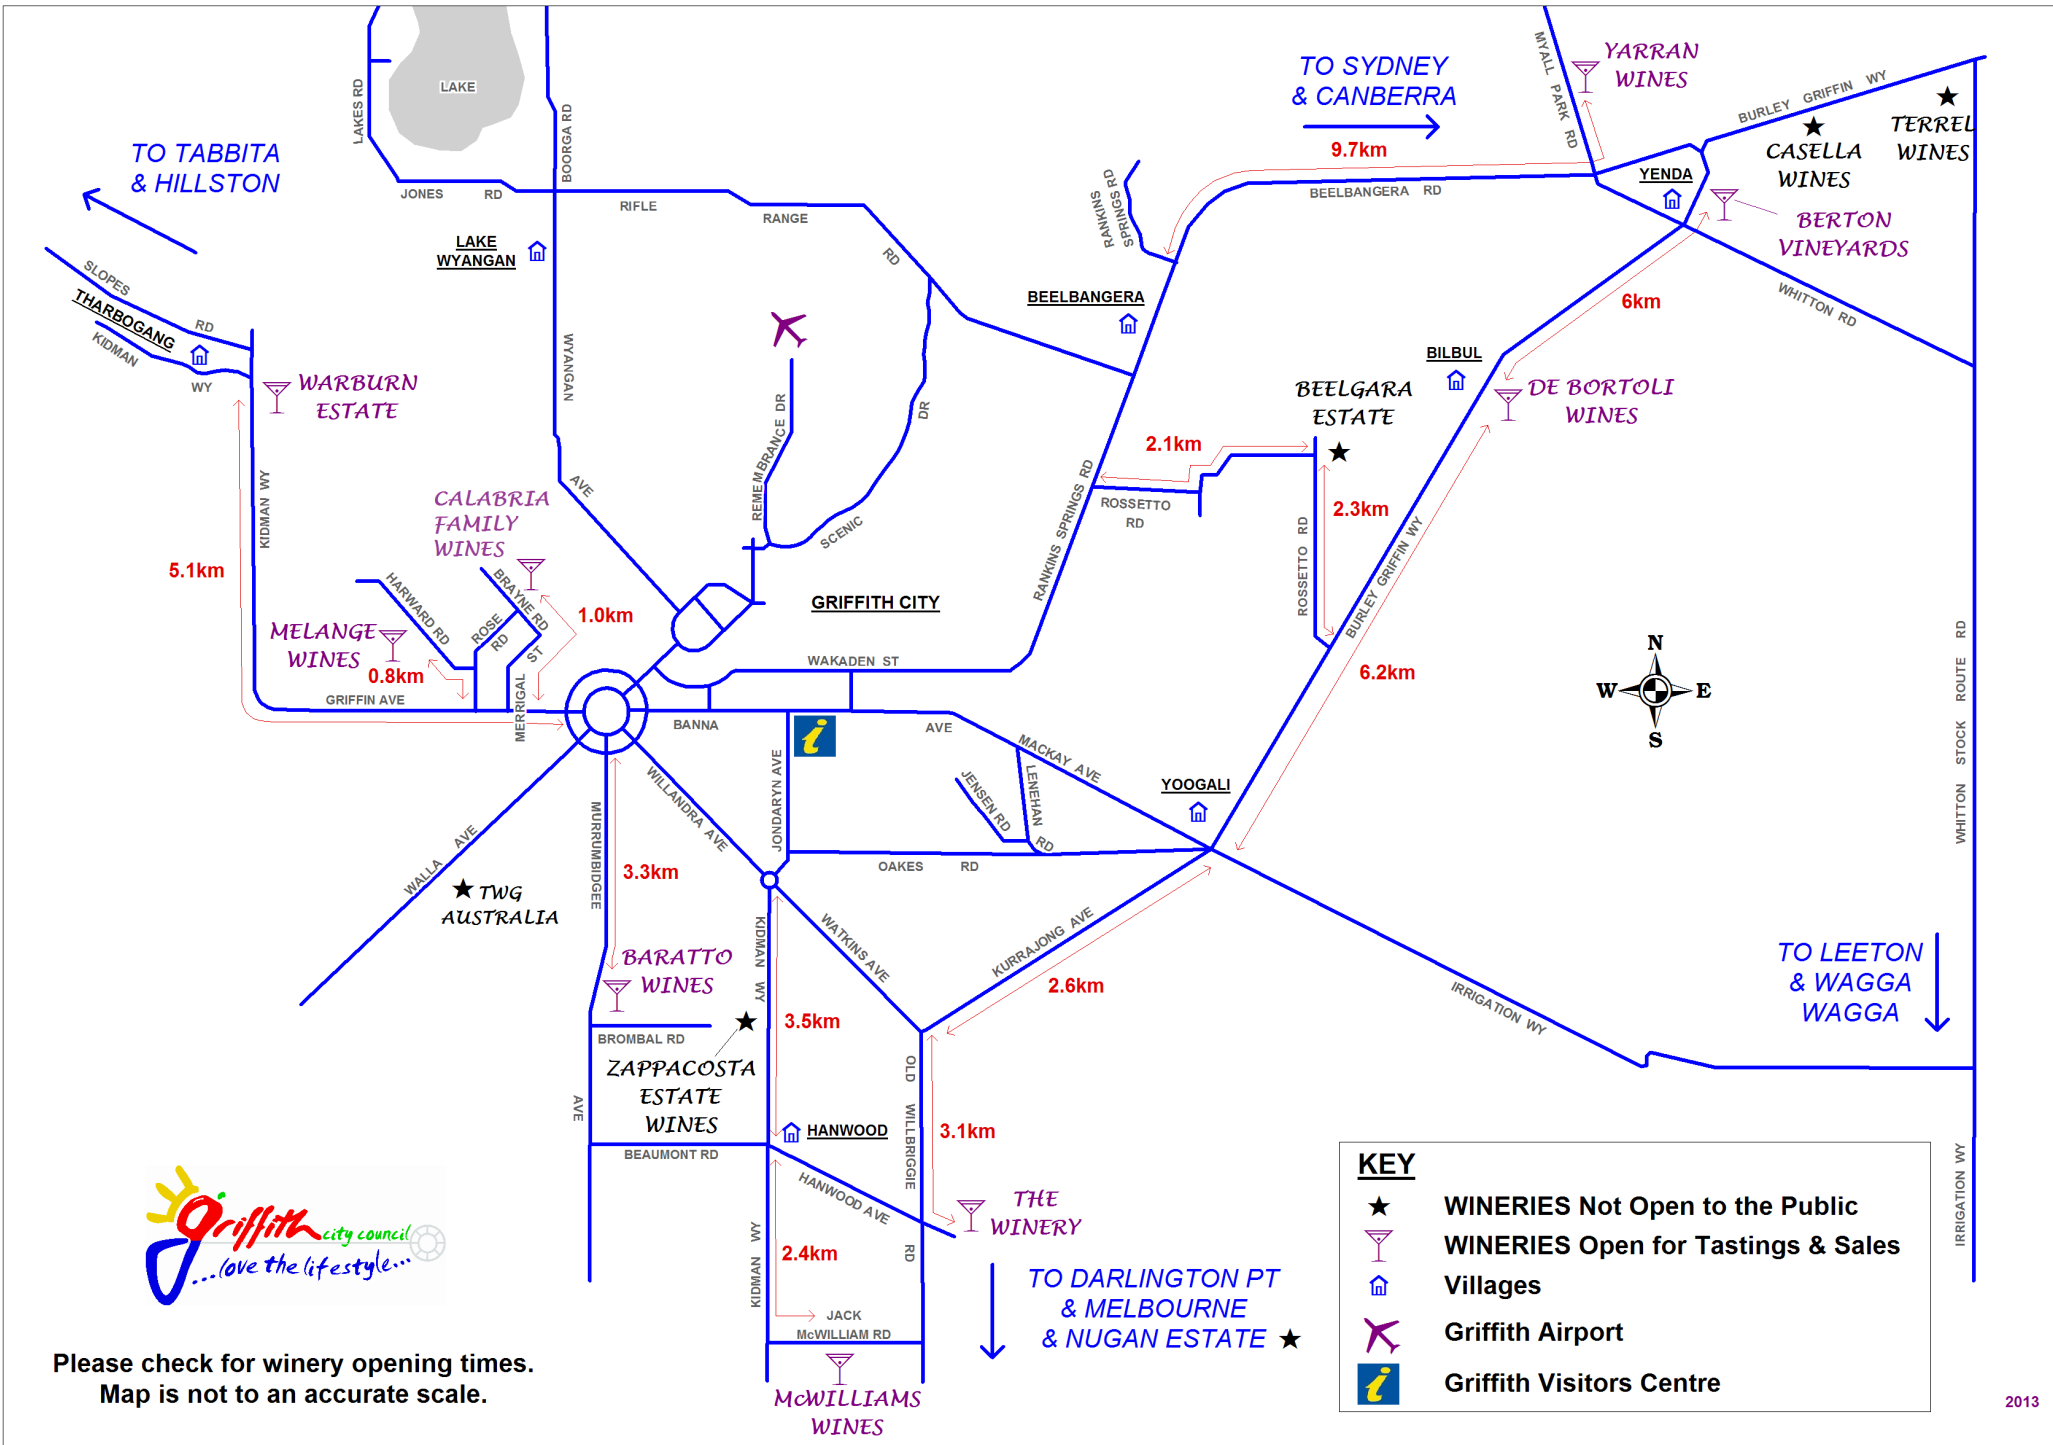 LAKE
LAKES RD
BOORGA RD
JONES RD
RIFLE
RANGE
RD
TO TABBITA
& HILLSTON
LAKE
WYANGAN
SLOPES
RD
THARBOGANG
KIDMAN
WY
WARBURN
ESTATE
KIDMAN WY
5.1km
WYANGAN
AVE
CALABRIA
FAMILY
WINES
BRAYNE RD
1.0km
HARWARD RD
ROSE
RD
MERRIGAL
ST
MELANGE
WINES
0.8km
GRIFFIN AVE
REMEMBRANCE DR
SCENIC
DR
GRIFFITH CITY
WAKADEN ST
BANNA
AVE
TO SYDNEY
& CANBERRA
9.7km
RANKINS
SPRINGS RD
BEELBANGERA
BEELBANGERA RD
MYALL PARK RD
YARRAN
WINES
YENDA
BURLEY GRIFFIN WY
TERREL
WINES
CASELLA
WINES
BERTON
VINEYARDS
WHITTON RD
6km
BILBUL
DE BORTOLI
WINES
BEELGARA
ESTATE
2.1km
ROSSETTO
RD
RANKINS SPRINGS RD
2.3km
ROSSETTO RD
BURLEY GRIFFIN WY
6.2km
N
W
E
S
WHITTON STOCK ROUTE RD
MACKAY AVE
LENEHAN
RD
JENSEN RD
YOOGALI
JONDARYN AVE
OAKES RD
WILLANDRA AVE
MURRUMBIDGEE
AVE
3.3km
WALLA AVE
TWG
AUSTRALIA
BARATTO
WINES
BROMBAL RD
ZAPPACOSTA
ESTATE
WINES
KIDMAN WY
3.5km
WATKINS AVE
KURRAJONG AVE
2.6km
IRRIGATION WY
TO LEETON
& WAGGA
WAGGA
OLD WILLBRIGGIE
RD
3.1km
HANWOOD
BEAUMONT RD
HANWOOD AVE
THE
WINERY
KIDMAN WY
2.4km
JACK
McWILLIAM RD
McWILLIAMS
WINES
TO DARLINGTON PT
& MELBOURNE
& NUGAN ESTATE
IRRIGATION WY
griffith
city council
...love the lifestyle...
Please check for winery opening times.
Map is not to an accurate scale.
KEY
WINERIES Not Open to the Public
WINERIES Open for Tastings & Sales
Villages
Griffith Airport
i
Griffith Visitors Centre
2013